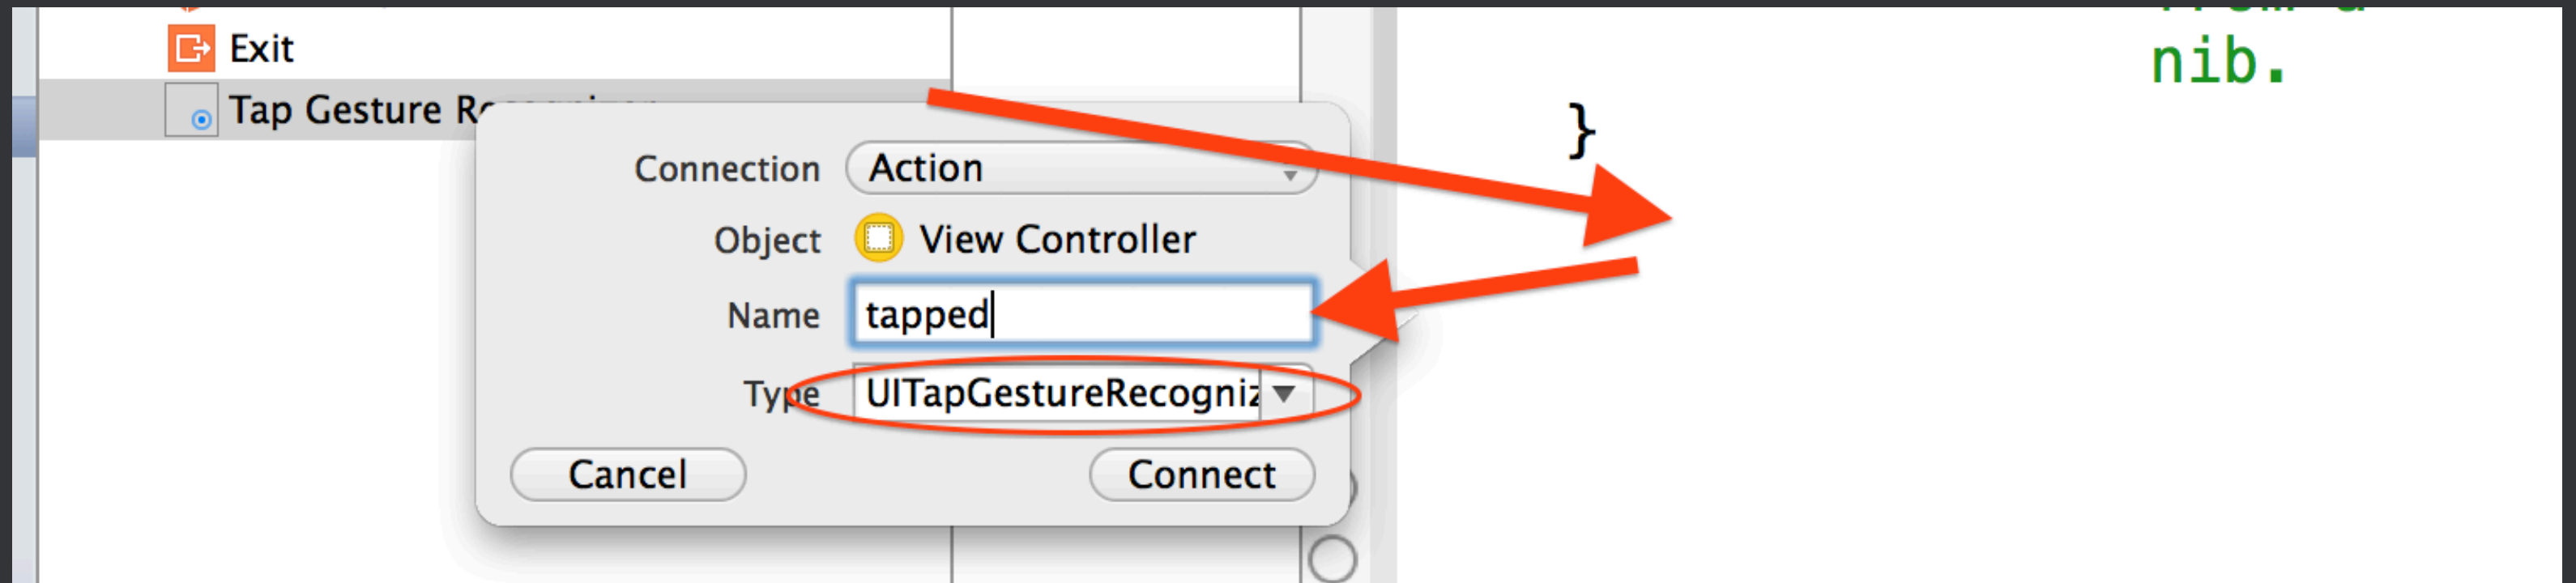 Exit
nib.
Tap Gesture
}
Connection Action
Object View Controller
Name tapped
Type UITapGestureRecogniz
Cancel Connect